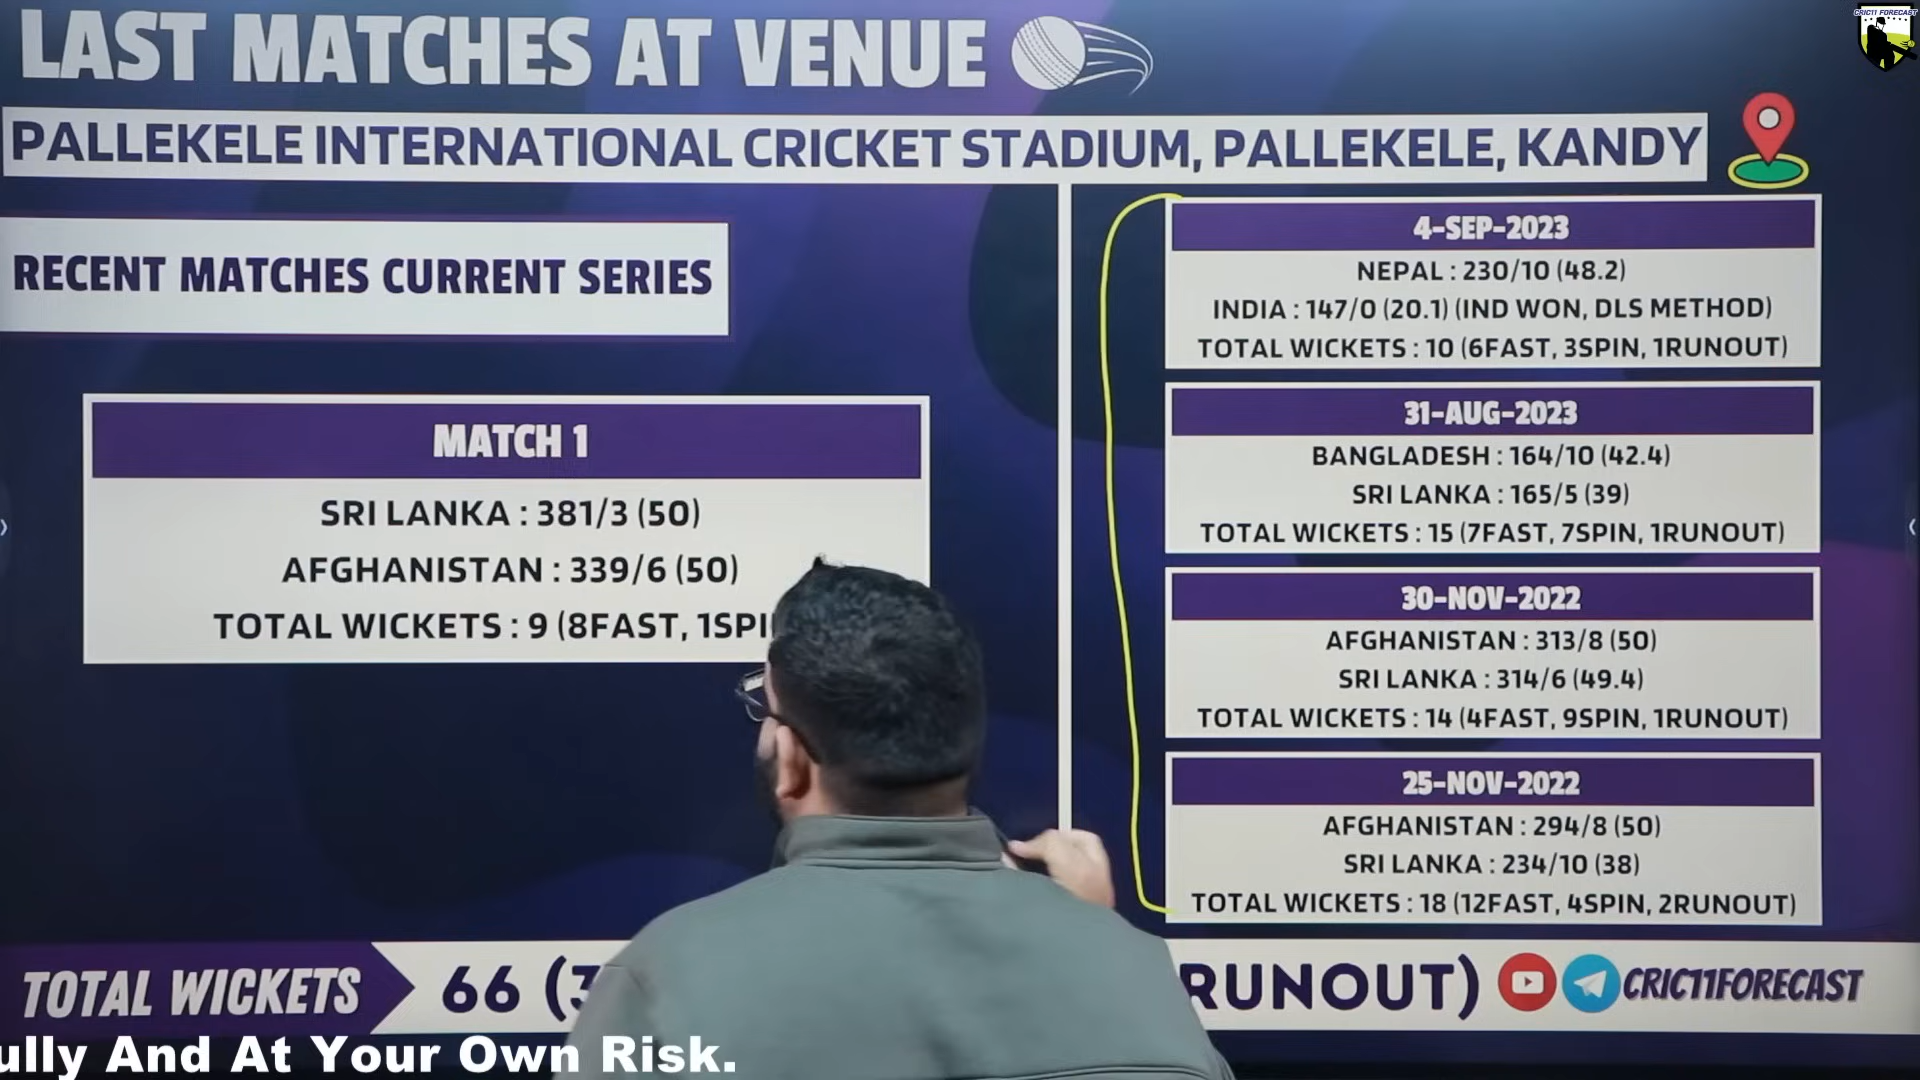 LAST MATCHES AT VENUE
CRIC11 FORECAST
PALLEKELE INTERNATIONAL CRICKET STADIUM, PALLEKELE, KANDY
RECENT MATCHES CURRENT SERIES
MATCH 1
SRI LANKA : 381/3 (50)
AFGHANISTAN : 339/6 (50)
TOTAL WICKETS : 9 (8FAST, 1SPI
4-SEP-2023
NEPAL : 230/10 (48.2)
INDIA : 147/0 (20.1) (IND WON, DLS METHOD)
TOTAL WICKETS : 10 (6FAST, 3SPIN, 1RUNOUT)
31-AUG-2023
BANGLADESH : 164/10 (42.4)
SRI LANKA : 165/5 (39)
TOTAL WICKETS : 15 (7FAST, 7SPIN, 1RUNOUT)
30-NOV-2022
AFGHANISTAN : 313/8 (50)
SRI LANKA : 314/6 (49.4)
TOTAL WICKETS : 14 (4FAST, 9SPIN, 1RUNOUT)
25-NOV-2022
AFGHANISTAN : 294/8 (50)
SRI LANKA : 234/10 (38)
TOTAL WICKETS : 18 (12FAST, 4SPIN, 2RUNOUT)
TOTAL WICKETS 66 (3 RUNOUT) CRIC11FORECAST
ully And At Your Own Risk.